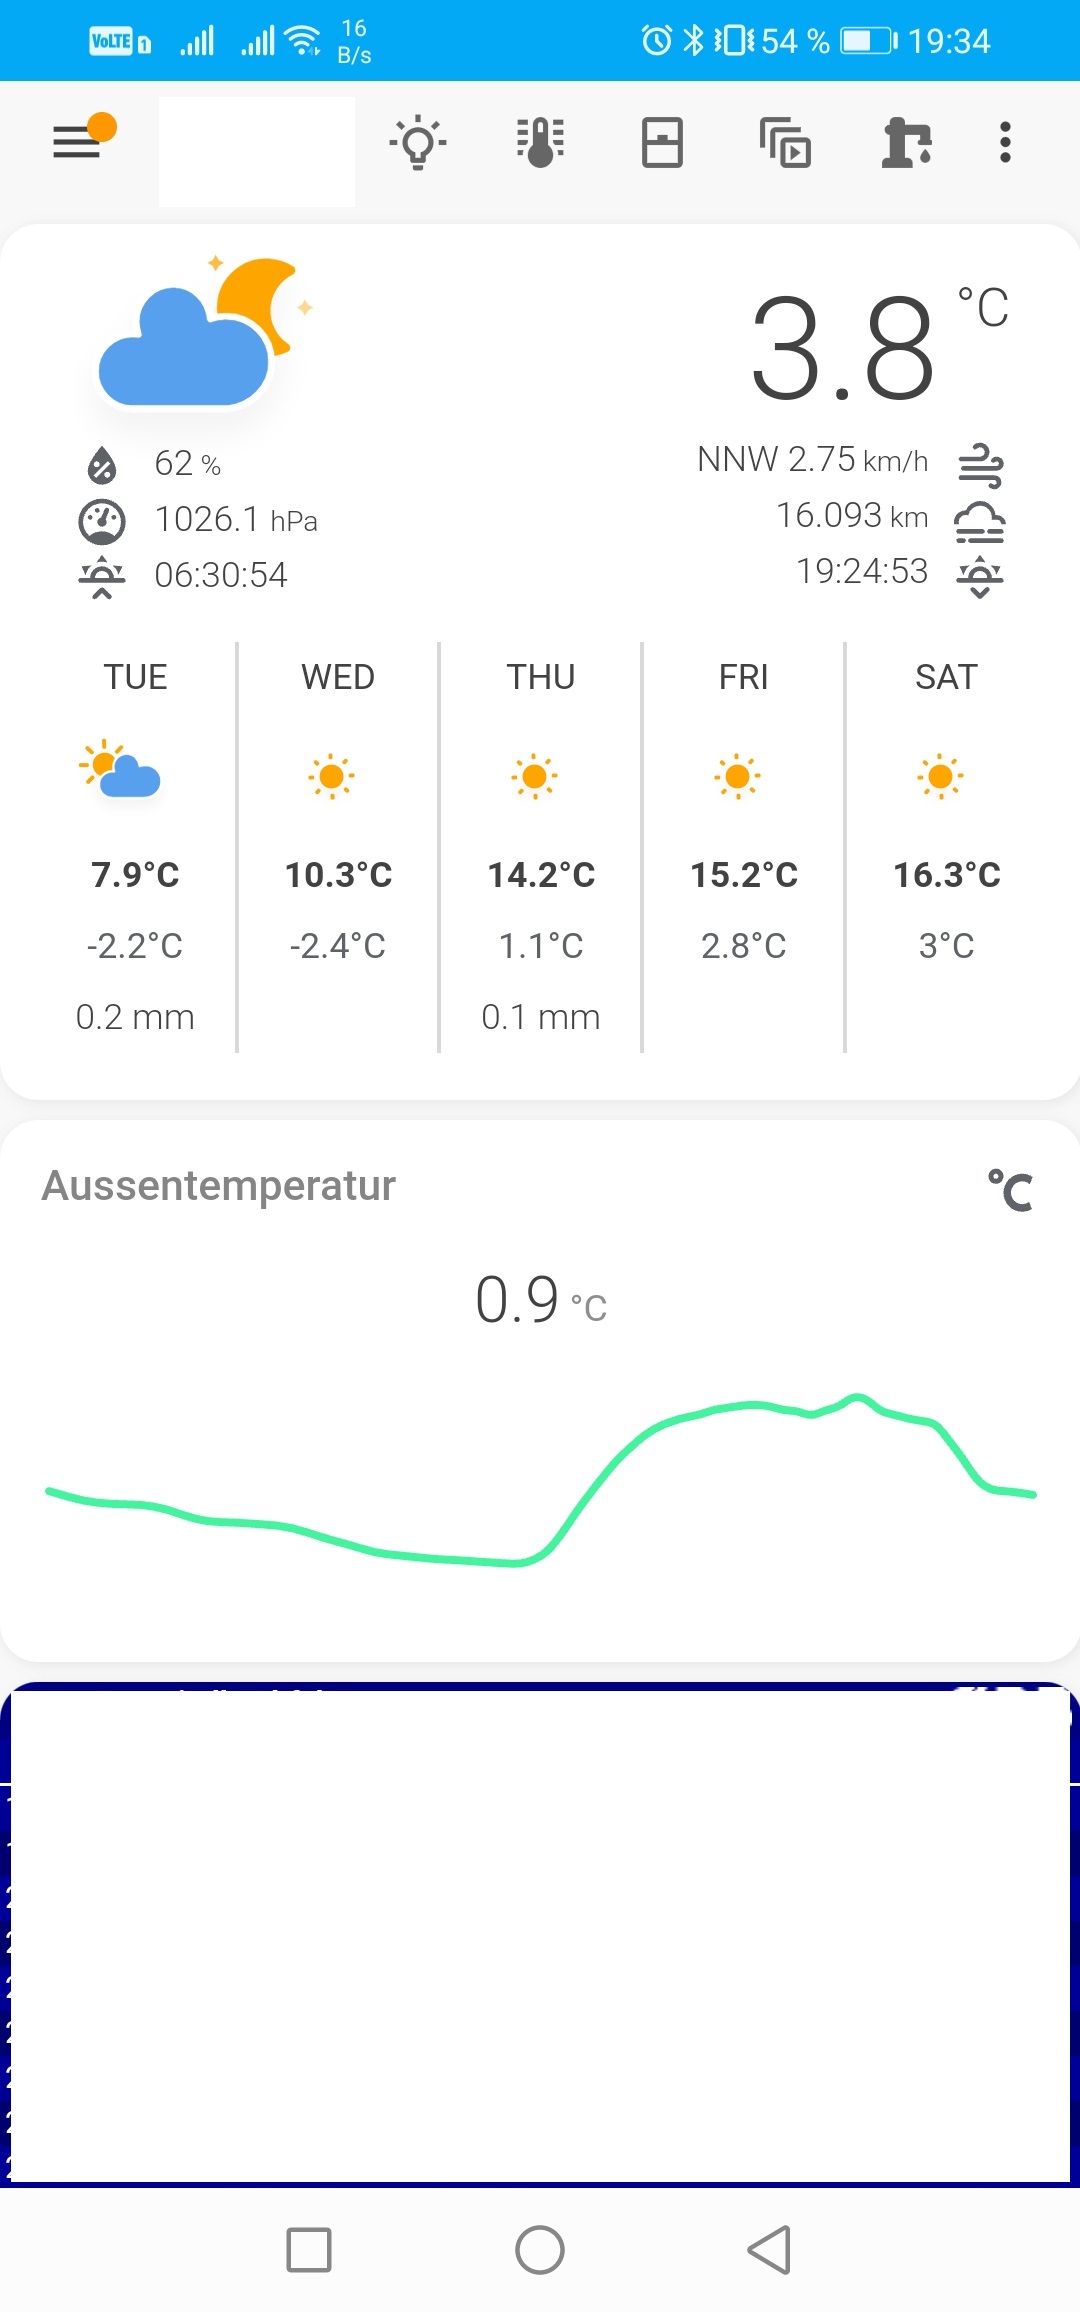 VoLTE 1 16 B/s 54 % 19:34
3.8 °C
62 % NNW 2.75 km/h
1026.1 hPa 16.093 km
06:30:54 19:24:53
TUE WED THU FRI SAT
7.9°C 10.3°C 14.2°C 15.2°C 16.3°C
-2.2°C -2.4°C 1.1°C 2.8°C 3°C
0.2 mm 0.1 mm
Aussentemperatur °C
0.9 °C